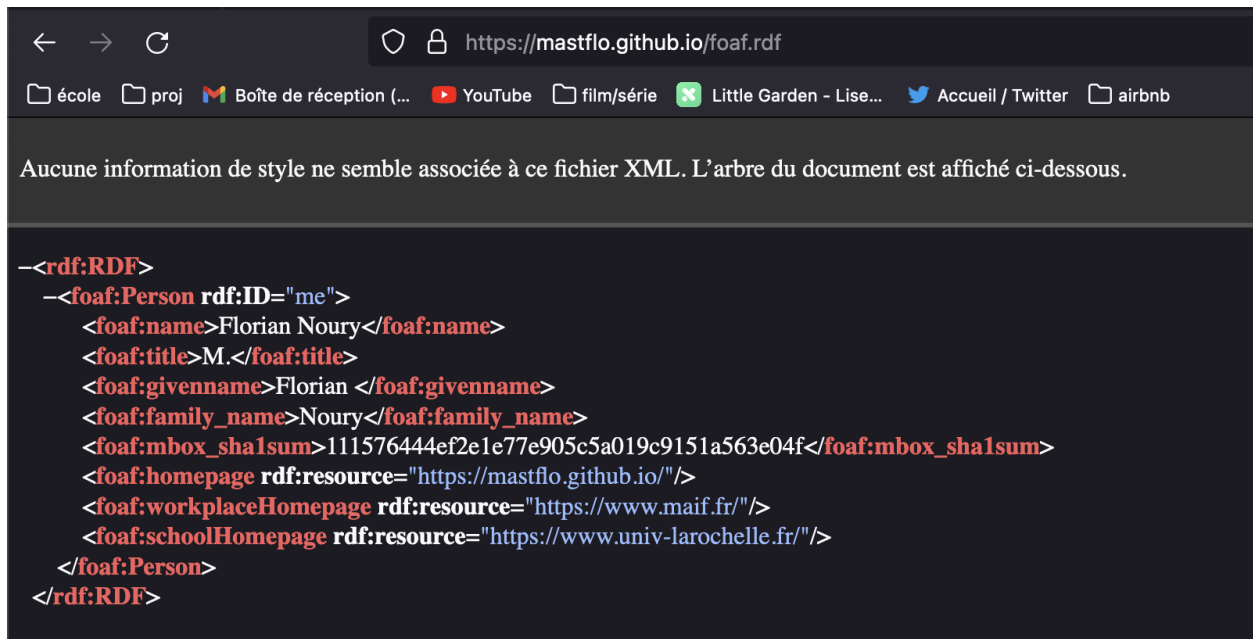 https://mastflo.github.io/foaf.rdf
école proj Boîte de réception (... YouTube film/série Little Garden - Lise... Accueil / Twitter airbnb
Aucune information de style ne semble associée à ce fichier XML. L’arbre du document est affiché ci-dessous.
–<rdf:RDF>
–<foaf:Person rdf:ID="me">
<foaf:name>Florian Noury</foaf:name>
<foaf:title>M.</foaf:title>
<foaf:givenname>Florian </foaf:givenname>
<foaf:family_name>Noury</foaf:family_name>
<foaf:mbox_sha1sum>111576444ef2e1e77e905c5a019c9151a563e04f</foaf:mbox_sha1sum>
<foaf:homepage rdf:resource="https://mastflo.github.io/"/>
<foaf:workplaceHomepage rdf:resource="https://www.maif.fr/"/>
<foaf:schoolHomepage rdf:resource="https://www.univ-larochelle.fr/"/>
</foaf:Person>
</rdf:RDF>